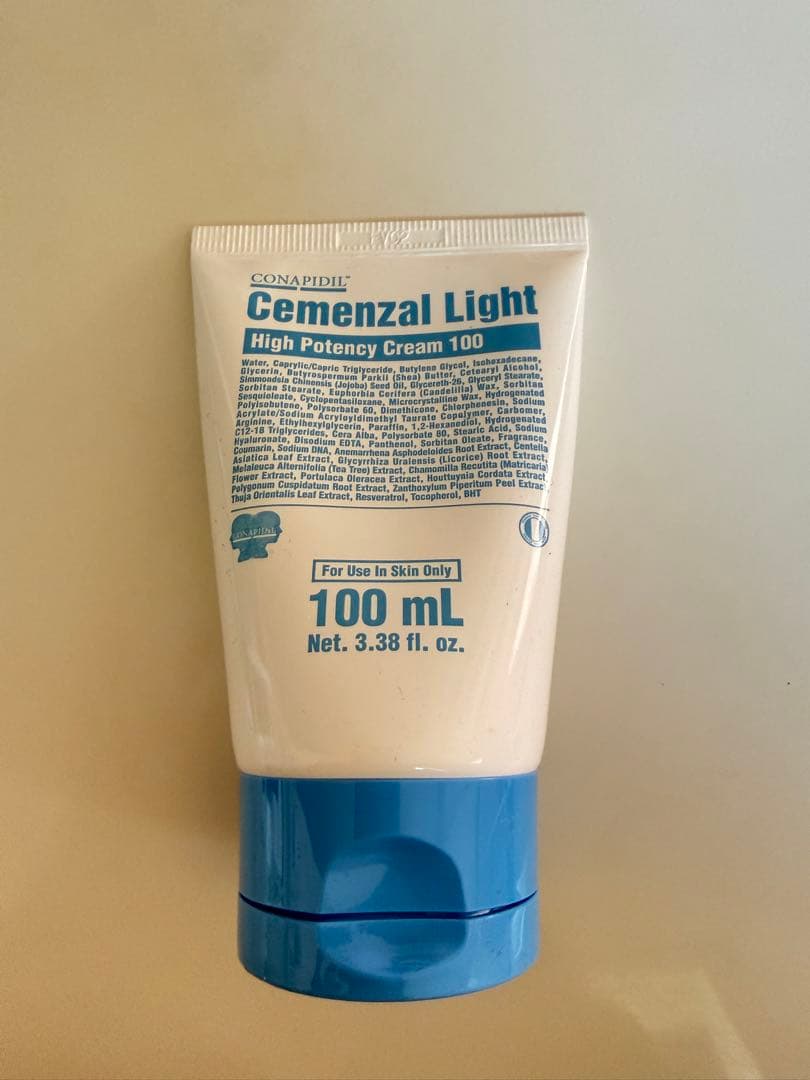 CONAPIDIL™
Cemenzal Light
High Potency Cream 100
Water, Caprylic/Capric Triglyceride, Butylene Glycol, Isohexadecane,
Glycerin, Butyrospermum Parkii (Shea) Butter, Cetearyl Alcohol,
Simmondsia Chinensis (Jojoba) Seed Oil, Glycereth-26, Glyceryl Stearate,
Sorbitan Stearate, Euphorbia Cerifera (Candelilla) Wax, Sorbitan
Sesquioleate, Cyclopentasiloxane, Microcrystalline Wax, Hydrogenated
Polyisobutene, Polysorbate 60, Dimethicone, Chlorphenesin, Sodium
Acrylate/Sodium Acryloyldimethyl Taurate Copolymer, Carbomer,
Arginine, Ethylhexylglycerin, Paraffin, 1,2-Hexanediol, Hydrogenated
C12-18 Triglycerides, Cera Alba, Polysorbate 80, Stearic Acid, Sodium
Hyaluronate, Disodium EDTA, Panthenol, Sorbitan Oleate, Fragrance,
Coumarin, Sodium DNA, Anemarrhena Asphodeloides Root Extract, Centella
Asiatica Leaf Extract, Glycyrrhiza Uralensis (Licorice) Root Extract,
Melaleuca Alternifolia (Tea Tree) Extract, Chamomilla Recutita (Matricaria)
Flower Extract, Portulaca Oleracea Extract, Houttuynia Cordata Extract,
Polygonum Cuspidatum Root Extract, Zanthoxylum Piperitum Peel Extract
Thuja Orientalis Leaf Extract, Resveratrol, Tocopherol, BHT
CONAPIDIL
For Use In Skin Only
100 mL
Net. 3.38 fl. oz.